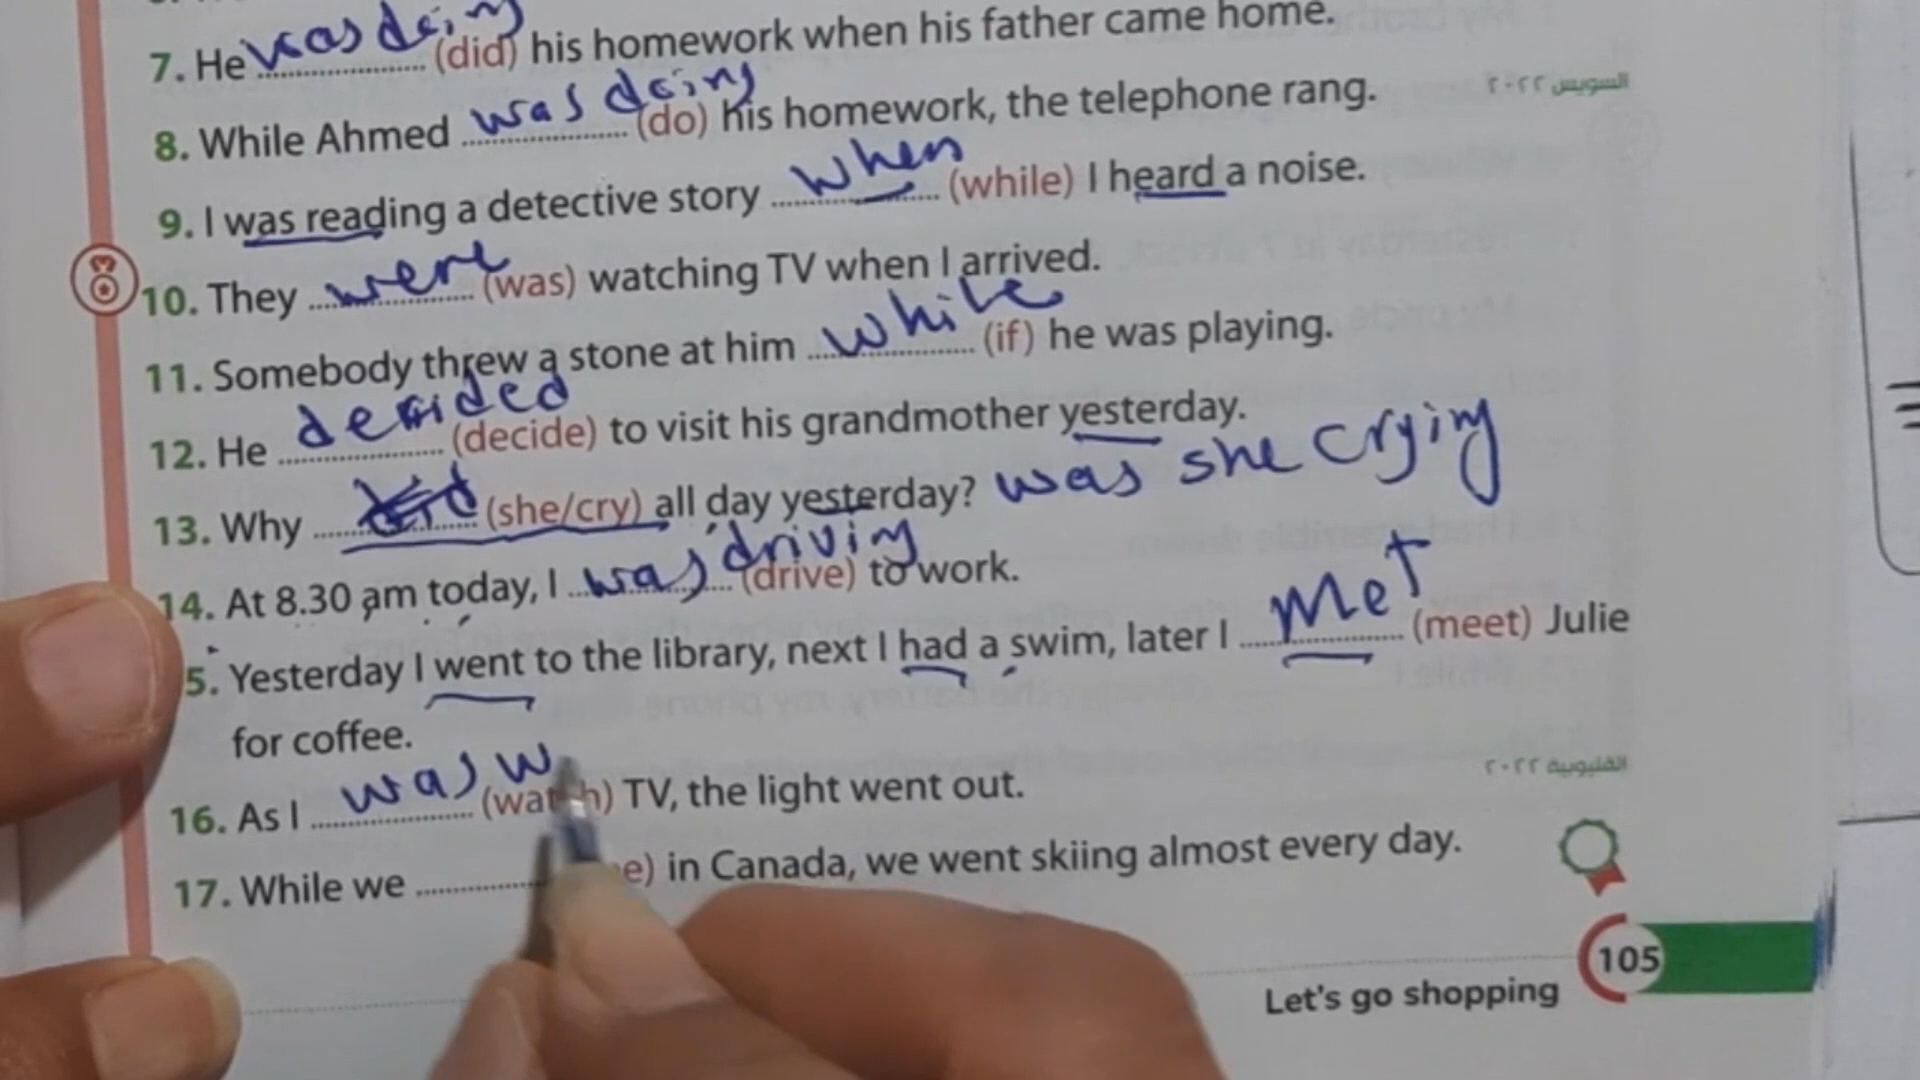 7. He was doing (did) his homework when his father came home.
السويس ٢٠٢٢
8. While Ahmed was doing (do) his homework, the telephone rang.
9. I was reading a detective story when (while) I heard a noise.
10. They were (was) watching TV when I arrived.
11. Somebody threw a stone at him while (if) he was playing.
12. He decided (decide) to visit his grandmother yesterday.
13. Why (she/cry) all day yesterday? was she crying
14. At 8.30 am today, I was driving (drive) to work.
5. Yesterday I went to the library, next I had a swim, later I Met (meet) Julie
for coffee.
القليوبية ٢٠٢٢
16. As I was w (watch) TV, the light went out.
17. While we e) in Canada, we went skiing almost every day.
Let's go shopping 105